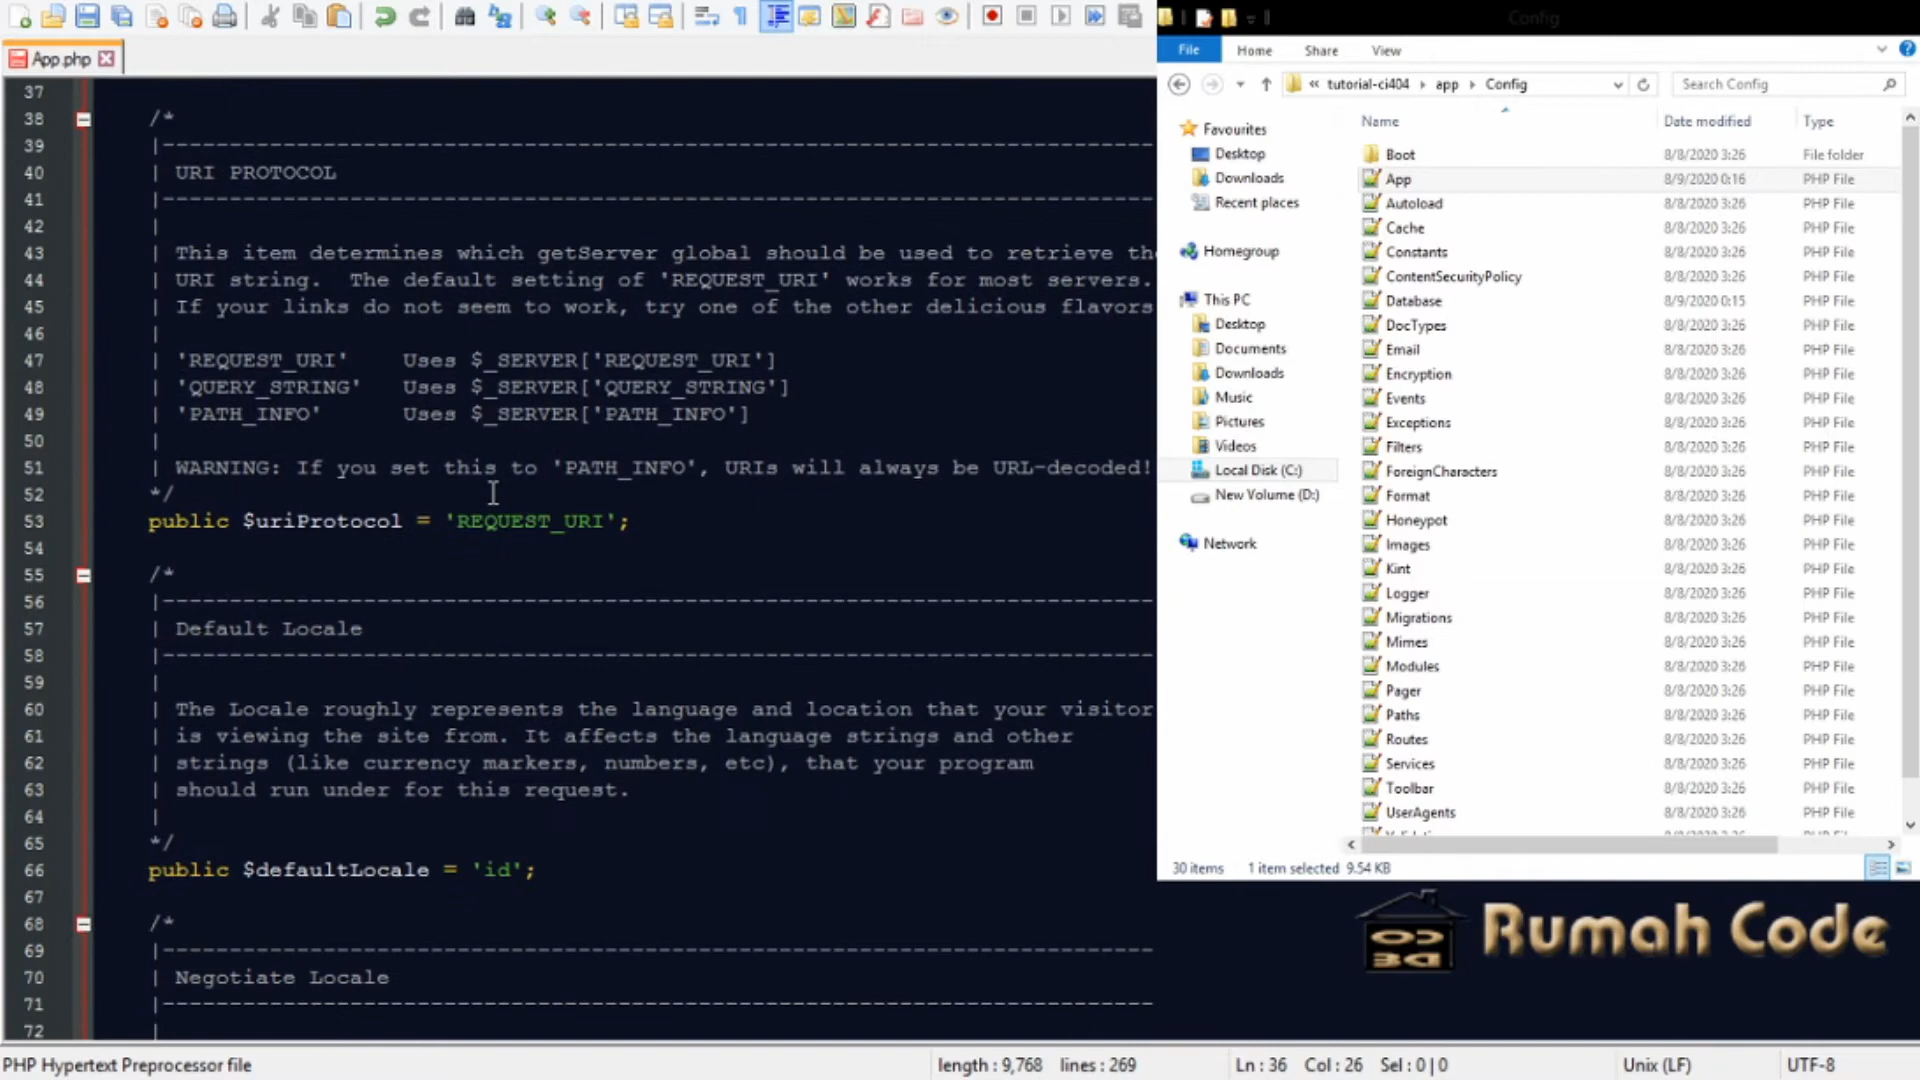 App.php
37
38 /*
39 |---------------------------------------------------------------------------
40 | URI PROTOCOL
41 |---------------------------------------------------------------------------
42 |
43 | This item determines which getServer global should be used to retrieve the
44 | URI string.  The default setting of 'REQUEST_URI' works for most servers.
45 | If your links do not seem to work, try one of the other delicious flavors
46 |
47 | 'REQUEST_URI'    Uses $_SERVER['REQUEST_URI']
48 | 'QUERY_STRING'   Uses $_SERVER['QUERY_STRING']
49 | 'PATH_INFO'      Uses $_SERVER['PATH_INFO']
50 |
51 | WARNING: If you set this to 'PATH_INFO', URIs will always be URL-decoded!
52 */
53 public $uriProtocol = 'REQUEST_URI';
54
55 /*
56 |---------------------------------------------------------------------------
57 | Default Locale
58 |---------------------------------------------------------------------------
59 |
60 | The Locale roughly represents the language and location that your visitor
61 | is viewing the site from. It affects the language strings and other
62 | strings (like currency markers, numbers, etc), that your program
63 | should run under for this request.
64 |
65 */
66 public $defaultLocale = 'id';
67
68 /*
69 |---------------------------------------------------------------------------
70 | Negotiate Locale
71 |---------------------------------------------------------------------------
72 |
PHP Hypertext Preprocessor file length : 9,768 lines : 269 Ln : 36 Col : 26 Sel : 0 | 0 Unix (LF) UTF-8
Config
File Home Share View
« tutorial-ci404 app Config Search Config
Favourites
Desktop
Downloads
Recent places
Homegroup
This PC
Desktop
Documents
Downloads
Music
Pictures
Videos
Local Disk (C:)
New Volume (D:)
Network
Name Date modified Type
Boot 8/8/2020 3:26 File folder
App 8/9/2020 0:16 PHP File
Autoload 8/8/2020 3:26 PHP File
Cache 8/8/2020 3:26 PHP File
Constants 8/8/2020 3:26 PHP File
ContentSecurityPolicy 8/8/2020 3:26 PHP File
Database 8/9/2020 0:15 PHP File
DocTypes 8/8/2020 3:26 PHP File
Email 8/8/2020 3:26 PHP File
Encryption 8/8/2020 3:26 PHP File
Events 8/8/2020 3:26 PHP File
Exceptions 8/8/2020 3:26 PHP File
Filters 8/8/2020 3:26 PHP File
ForeignCharacters 8/8/2020 3:26 PHP File
Format 8/8/2020 3:26 PHP File
Honeypot 8/8/2020 3:26 PHP File
Images 8/8/2020 3:26 PHP File
Kint 8/8/2020 3:26 PHP File
Logger 8/8/2020 3:26 PHP File
Migrations 8/8/2020 3:26 PHP File
Mimes 8/8/2020 3:26 PHP File
Modules 8/8/2020 3:26 PHP File
Pager 8/8/2020 3:26 PHP File
Paths 8/8/2020 3:26 PHP File
Routes 8/8/2020 3:26 PHP File
Services 8/8/2020 3:26 PHP File
Toolbar 8/8/2020 3:26 PHP File
UserAgents 8/8/2020 3:26 PHP File
30 items 1 item selected 9.54 KB
Rumah Code